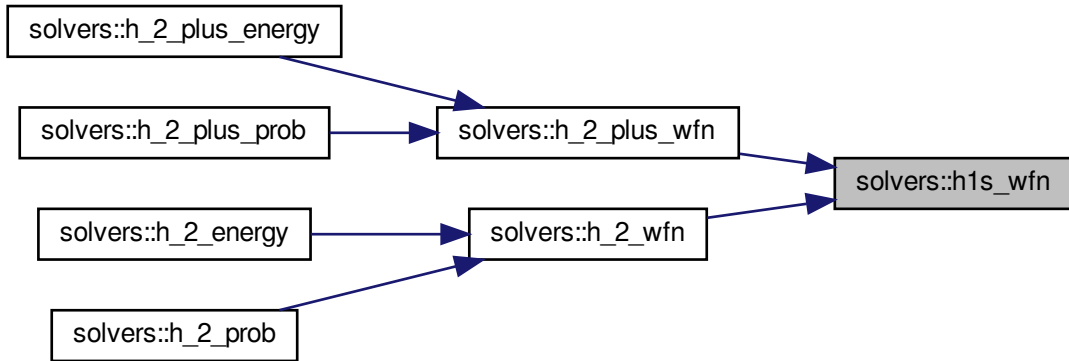 solvers::h_2_plus_energy
solvers::h_2_plus_prob
solvers::h_2_plus_wfn
solvers::h1s_wfn
solvers::h_2_energy
solvers::h_2_wfn
solvers::h_2_prob